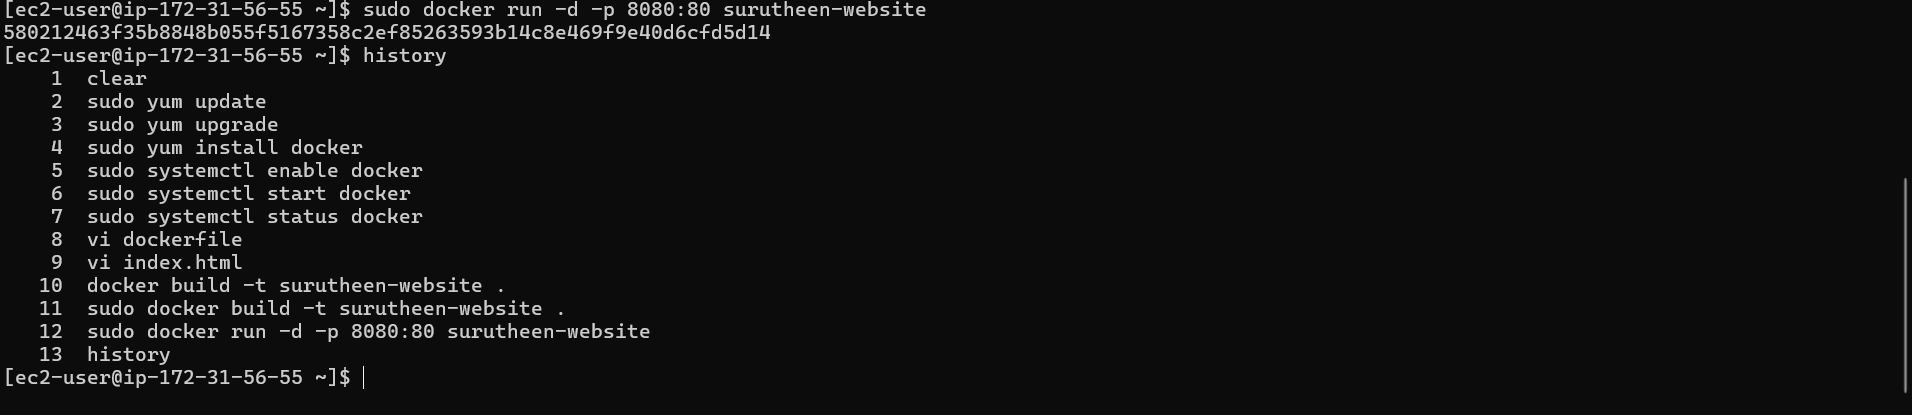 [ec2-user@ip-172-31-56-55 ~]$ sudo docker run -d -p 8080:80 surutheen-website
580212463f35b8848b055f5167358c2ef85263593b14c8e469f9e40d6cfd5d14
[ec2-user@ip-172-31-56-55 ~]$ history
    1  clear
    2  sudo yum update
    3  sudo yum upgrade
    4  sudo yum install docker
    5  sudo systemctl enable docker
    6  sudo systemctl start docker
    7  sudo systemctl status docker
    8  vi dockerfile
    9  vi index.html
   10  docker build -t surutheen-website .
   11  sudo docker build -t surutheen-website .
   12  sudo docker run -d -p 8080:80 surutheen-website
   13  history
[ec2-user@ip-172-31-56-55 ~]$